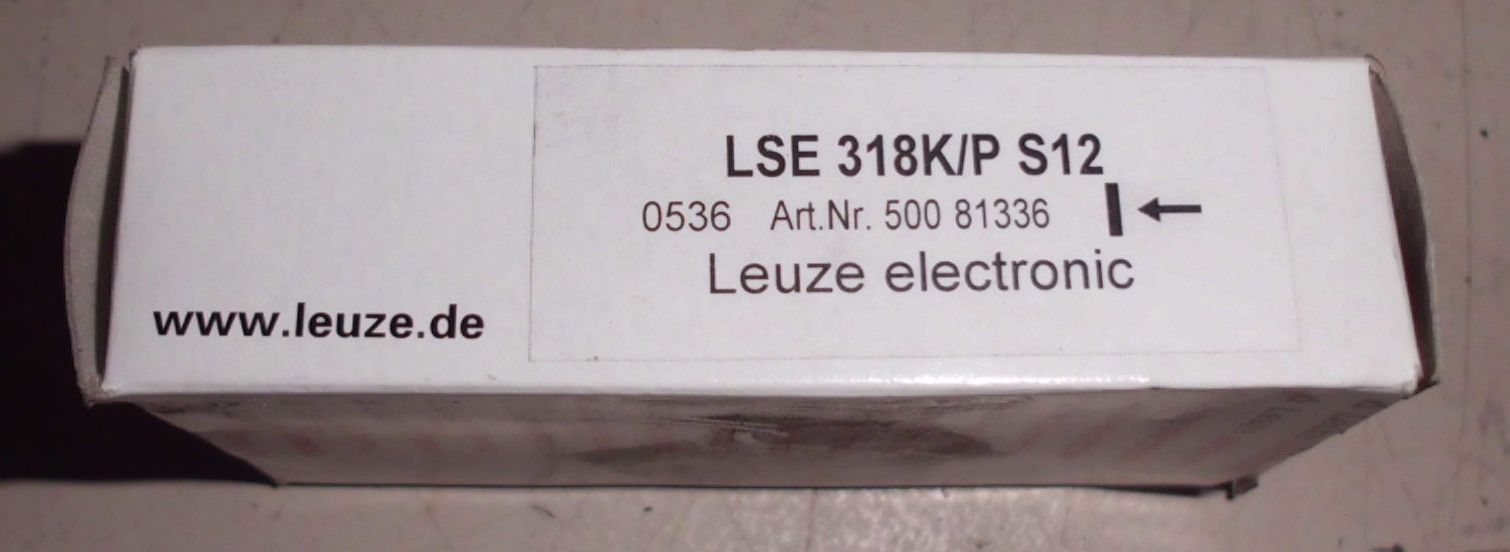 LSE 318K/P S12
0536 Art.Nr. 500 81336
Leuze electronic
www.leuze.de